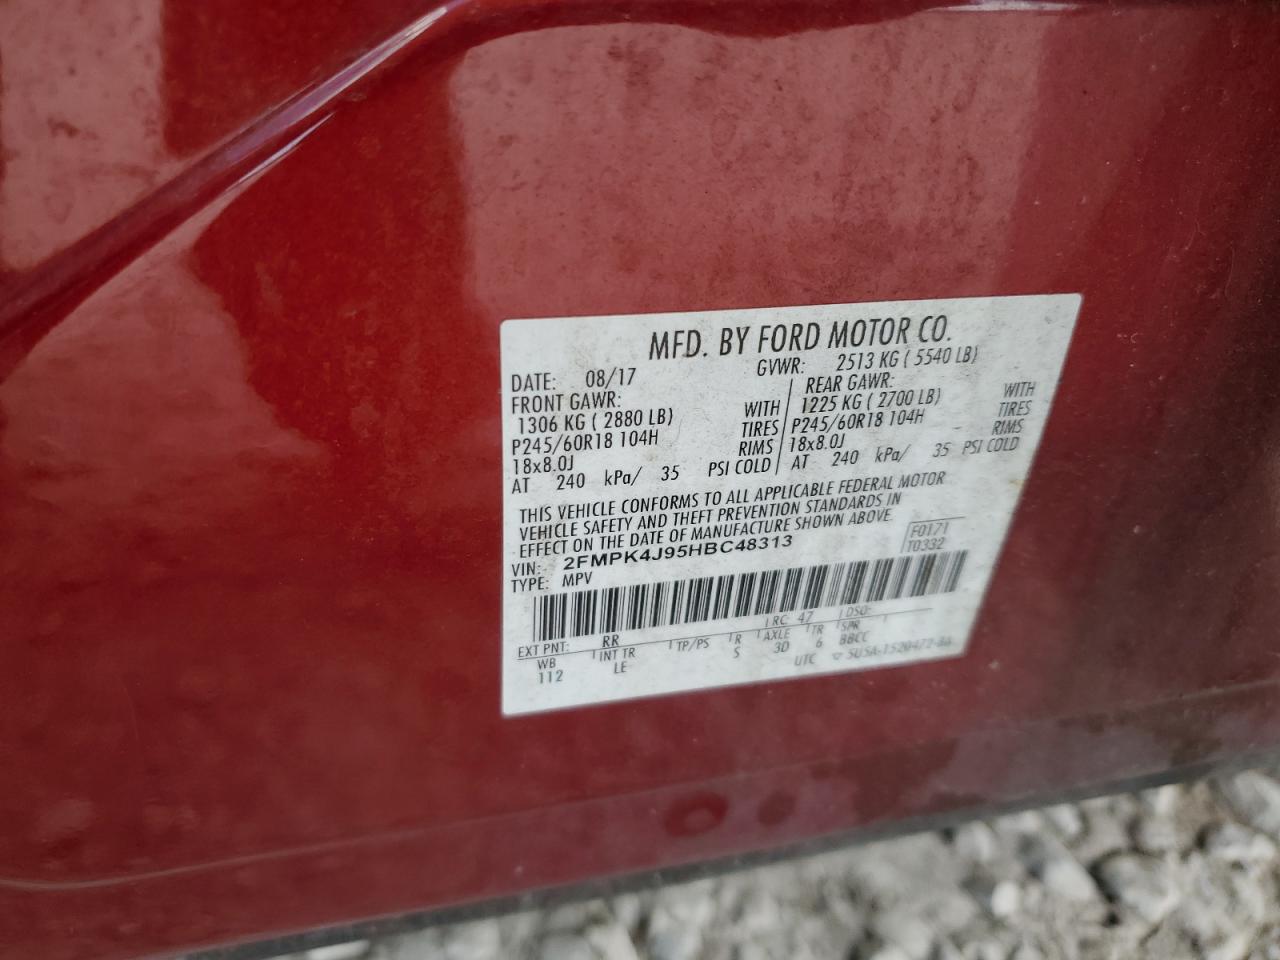 MFD. BY FORD MOTOR CO.
DATE: 08/17 GVWR: 2513 KG ( 5540 LB)
FRONT GAWR: REAR GAWR:
1306 KG ( 2880 LB) WITH 1225 KG ( 2700 LB) WITH
P245/60R18 104H TIRES P245/60R18 104H TIRES
18x8.0J RIMS 18x8.0J RIMS
AT 240 kPa/ 35 PSI COLD AT 240 kPa/ 35 PSI COLD
THIS VEHICLE CONFORMS TO ALL APPLICABLE FEDERAL MOTOR
VEHICLE SAFETY AND THEFT PREVENTION STANDARDS IN
EFFECT ON THE DATE OF MANUFACTURE SHOWN ABOVE.
VIN: 2FMPK4J95HBC48313 F0171
TYPE: MPV T0332
EXT PNT: RR RC: 47 DSO:
WB INT TR TP/PS R AXLE TR SPR
112 LE S 3D 6 BBCC
UTC ▽ 5U5A-1520472-BA